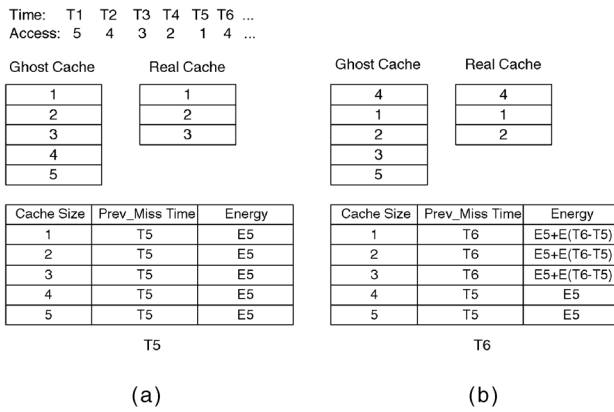 Time: T1 T2 T3 T4 T5 T6 ...
Access: 5 4 3 2 1 4 ...
Ghost Cache Real Cache
1 1
2 2
3 3
4
5
Cache Size Prev_Miss Time Energy
1 T5 E5
2 T5 E5
3 T5 E5
4 T5 E5
5 T5 E5
T5
(a)
Ghost Cache Real Cache
4 4
1 1
2 2
3
5
Cache Size Prev_Miss Time Energy
1 T6 E5+E(T6-T5)
2 T6 E5+E(T6-T5)
3 T6 E5+E(T6-T5)
4 T5 E5
5 T5 E5
T6
(b)